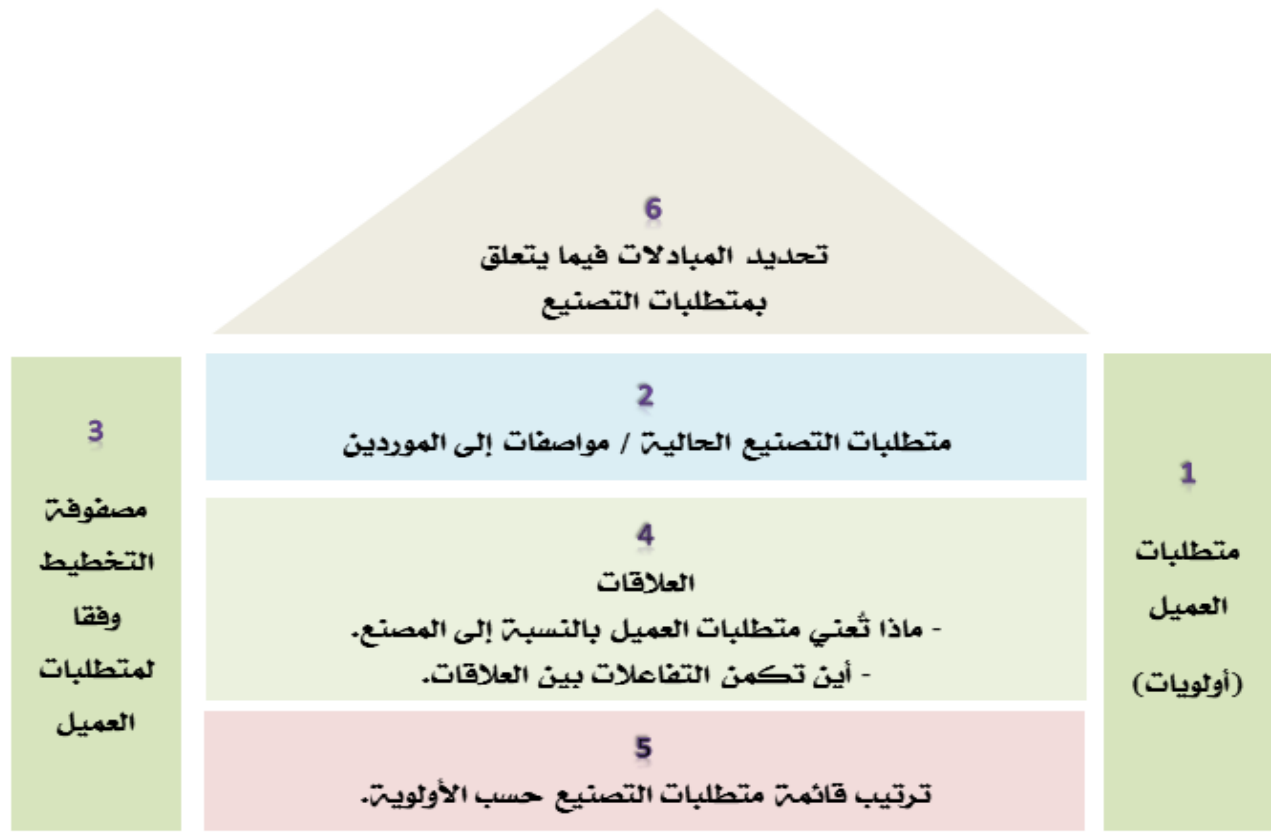 6
تحديد المبادلات فيما يتعلق
بمتطلبات التصنيع
1
متطلبات
العميل
(أولويات)
2
متطلبات التصنيع الحالية / مواصفات إلى الموردين
3
مصفوفة
التخطيط
وفقا
لمتطلبات
العميل
4
العلاقات
- ماذا تُعني متطلبات العميل بالنسبة إلى المصنع.
- أين تكمن التفاعلات بين العلاقات.
5
ترتيب قائمة متطلبات التصنيع حسب الأولوية.